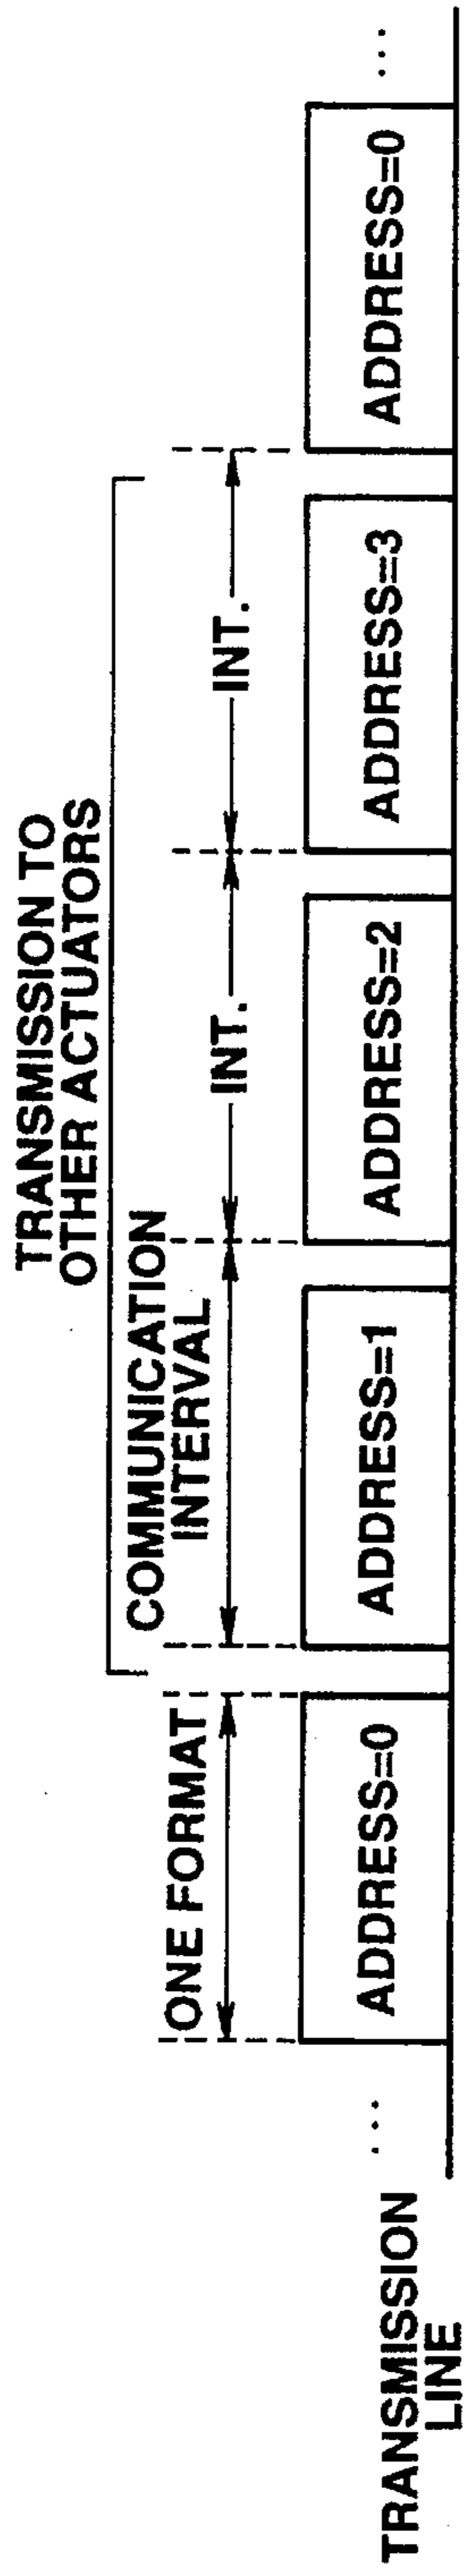 TRANSMISSION TO
OTHER ACTUATORS
COMMUNICATION
INTERVAL
ONE FORMAT
INT.
INT.
TRANSMISSION
LINE
...
ADDRESS=0
ADDRESS=1
ADDRESS=2
ADDRESS=3
ADDRESS=0
...